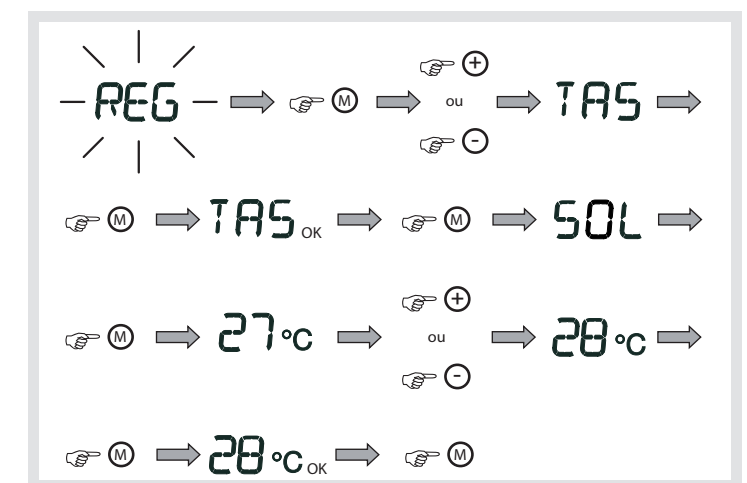 REG M + TAS
ou
-
M TAS OK M SOL
M 27 °C + 28 °C
ou
-
M 28 °C OK M